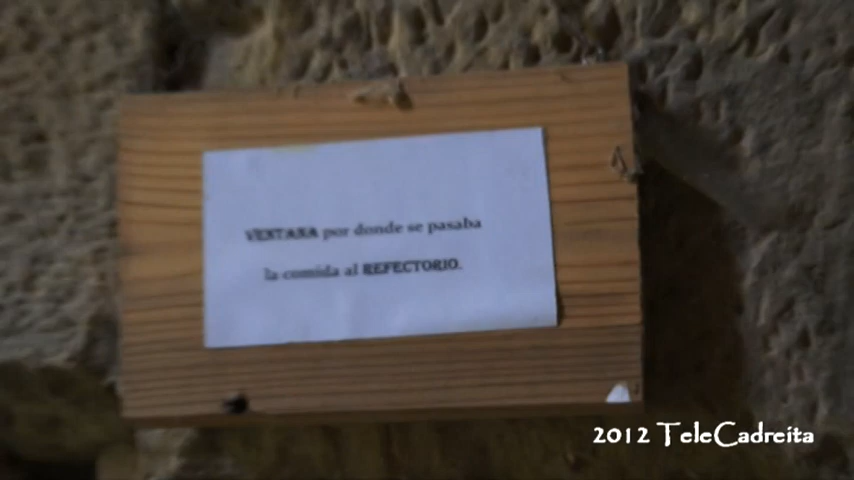 VENTANA por donde se pasaba
la comida al REFECTORIO.
2012 TeleCadreita